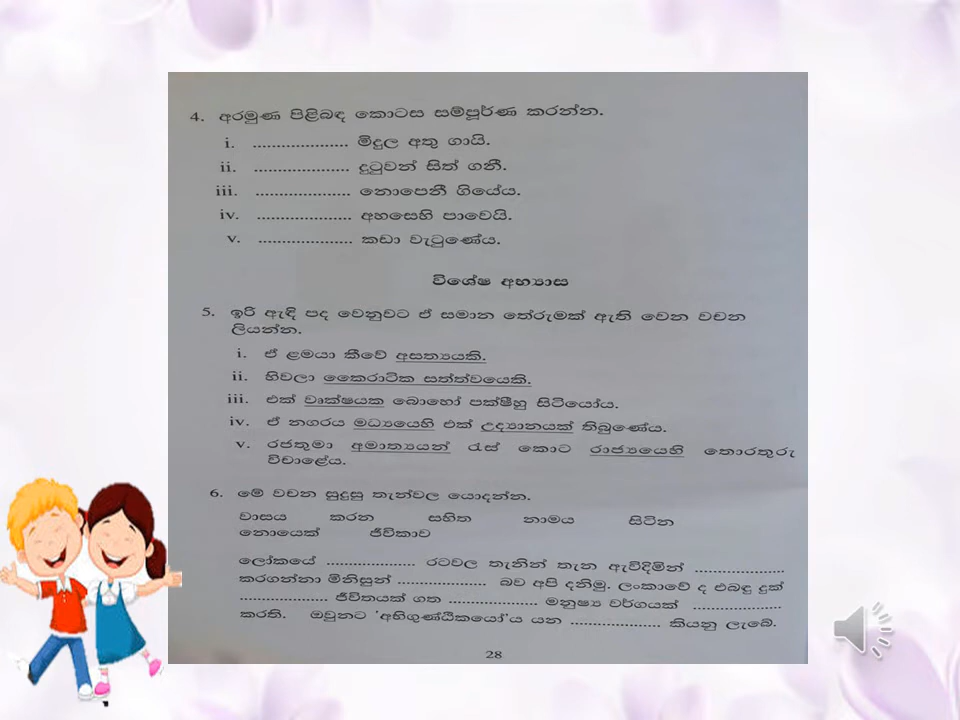 4. අරමුණ පිළිබඳ කොටස සම්පූර්ණ කරන්න.
i. .................... මිදුල අතු ගායි.
ii. .................... දුටුවන් සිත් ගනී.
iii. .................... නොපෙනී ගියේය.
iv. .................... අහසෙහි පාවෙයි.
v. .................... කඩා වැටුණේය.
විශේෂ අභ්‍යාස
5. ඉරි ඇඳි පද වෙනුවට ඒ සමාන තේරුමක් ඇති වෙන වචන
ලියන්න.
i. ඒ ළමයා කීවේ අසත්‍යයකි.
ii. හිවලා කෛරාටික සත්ත්වයෙකි.
iii. එක් වෘක්ෂයක බොහෝ පක්ෂීහු සිටියෝය.
iv. ඒ නගරය මධ්‍යයෙහි එක් උද්‍යානයක් තිබුණේය.
v. රජතුමා අමාත්‍යයන් රැස් කොට රාජ්‍යයෙහි තොරතුරු
විචාළේය.
6. මේ වචන සුදුසු තැන්වල යොදන්න.
වාසය කරන සහිත නාමය සිටින
නොයෙක් ජීවිකාව
ලෝකයේ .................... රටවල තැනින් තැන ඇවිදිමින් ....................
කරගන්නා මිනිසුන් .................... බව අපි දනිමු. ලංකාවේ ද එබඳු දුක්
.................... ජීවිතයක් ගත .................... මනුෂ්‍ය වර්ගයක් ....................
කරති. ඔවුනට 'අභිගුණ්ඨිකයෝ'ය යන .................... කියනු ලැබේ.
28